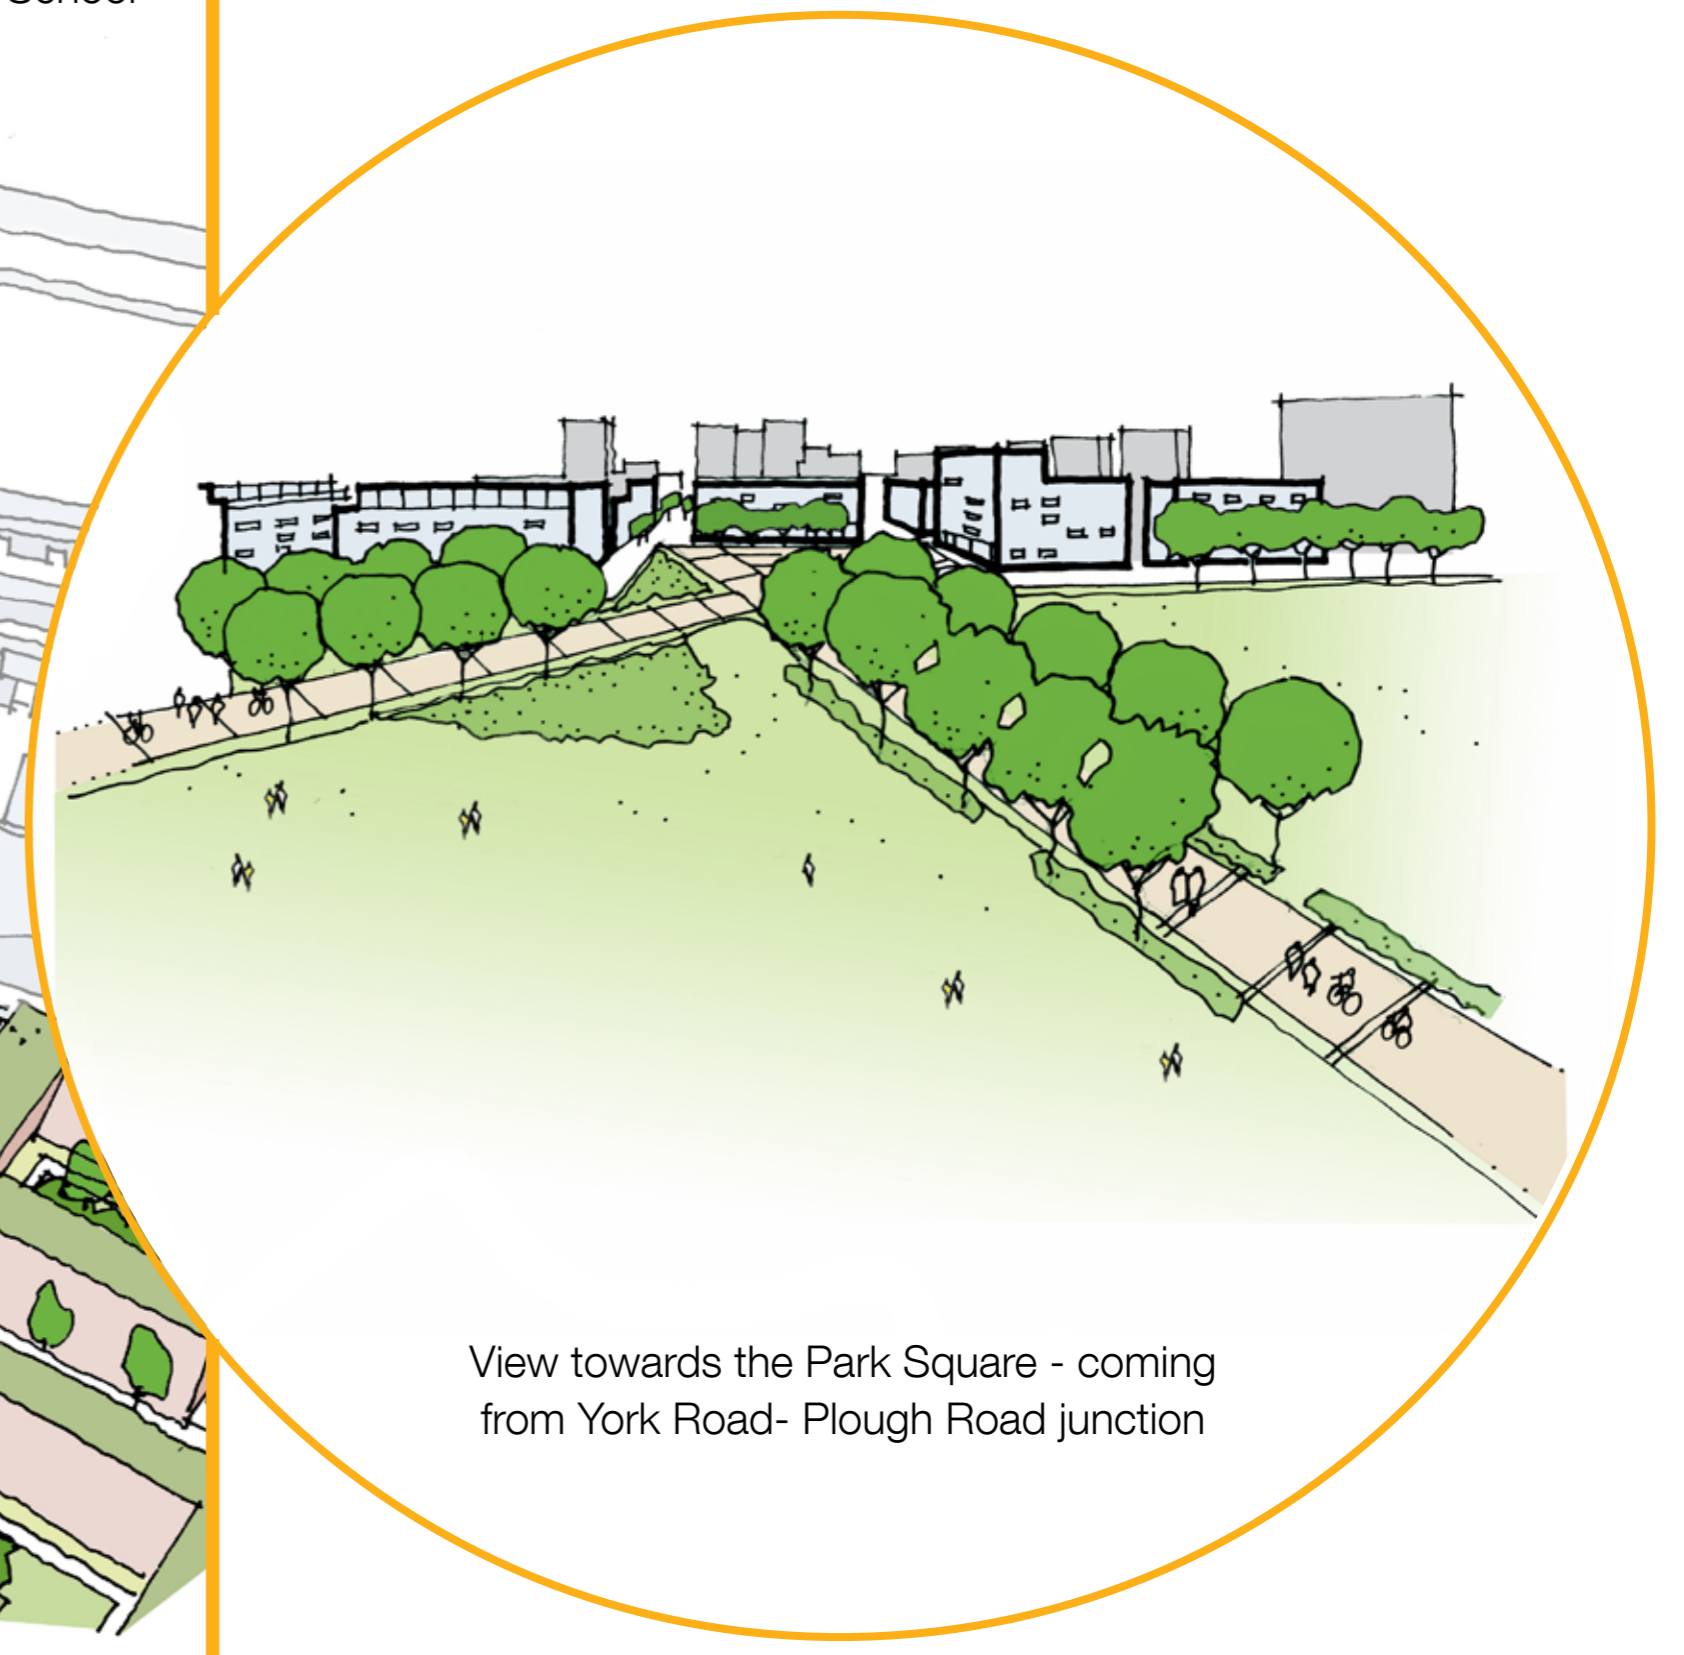 View towards the Park Square - coming
from York Road- Plough Road junction